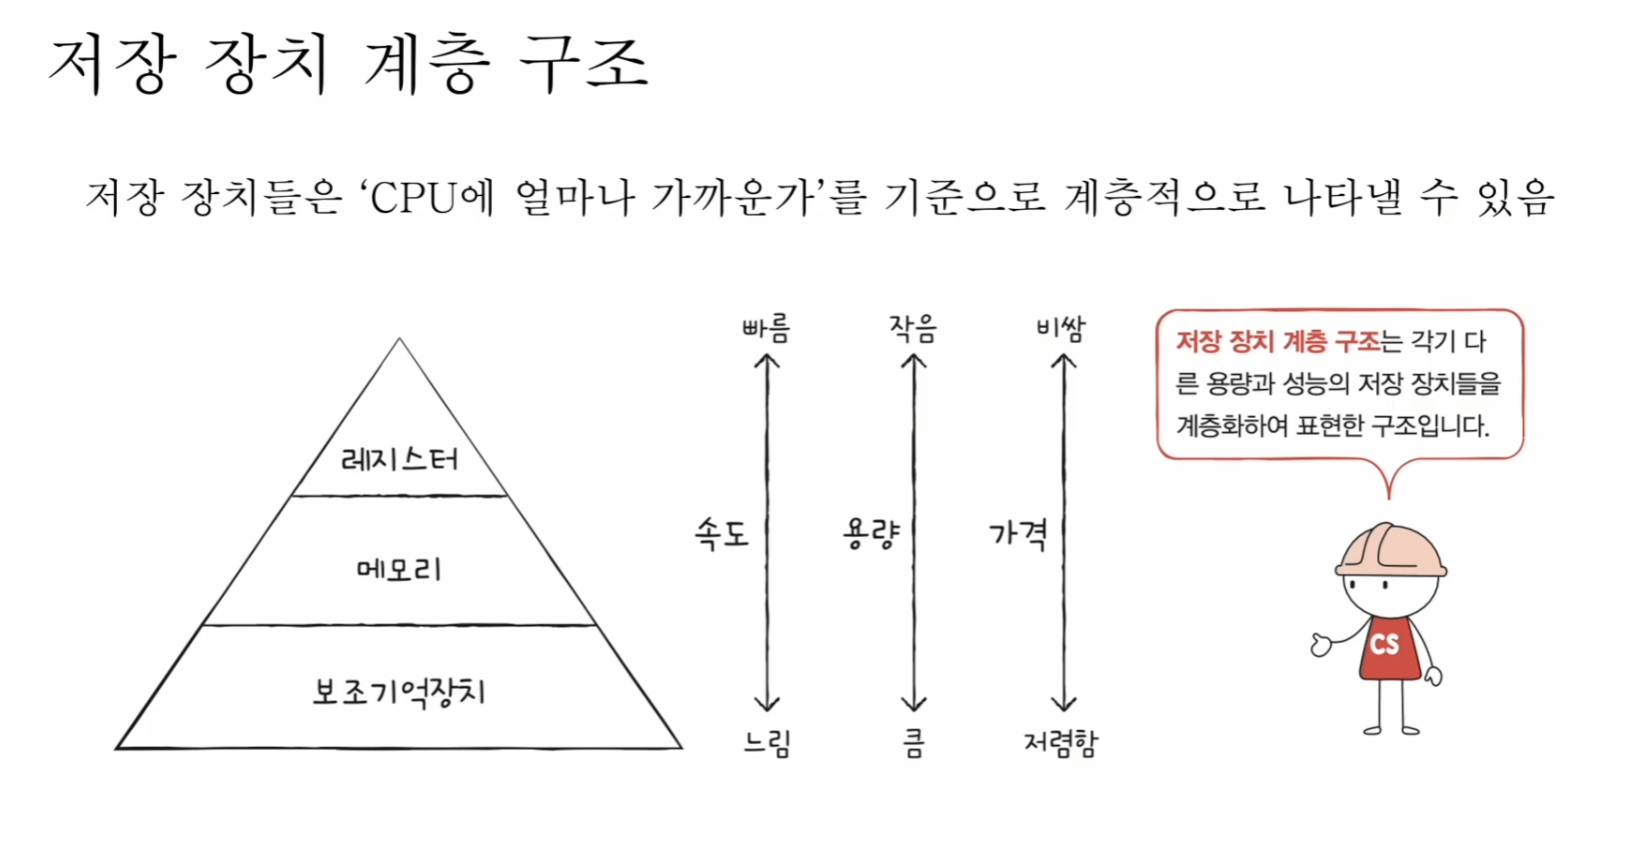 저장 장치 계층 구조
저장 장치들은 ‘CPU에 얼마나 가까운가’를 기준으로 계층적으로 나타낼 수 있음
레지스터
메모리
보조기억장치
빠름
속도
느림
작음
용량
큼
비쌈
가격
저렴함
저장 장치 계층 구조는 각기 다
른 용량과 성능의 저장 장치들을
계층화하여 표현한 구조입니다.
CS